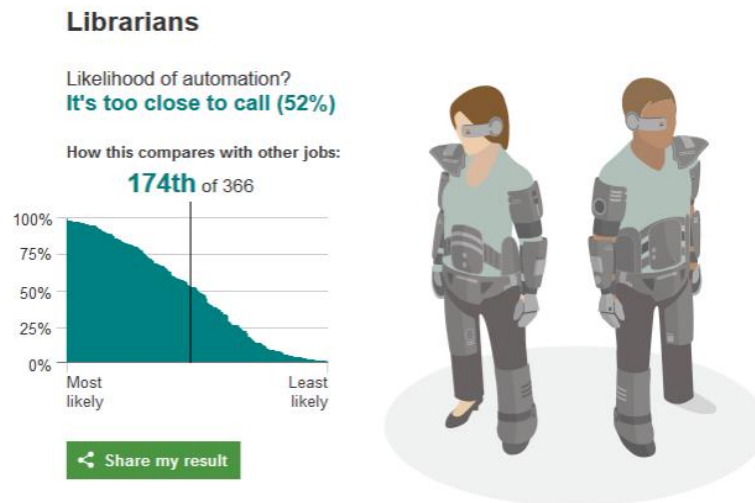 Librarians
Likelihood of automation?
It's too close to call (52%)
How this compares with other jobs:
174th of 366
100%
75%
50%
25%
0%
Most
likely
Least
likely
Share my result